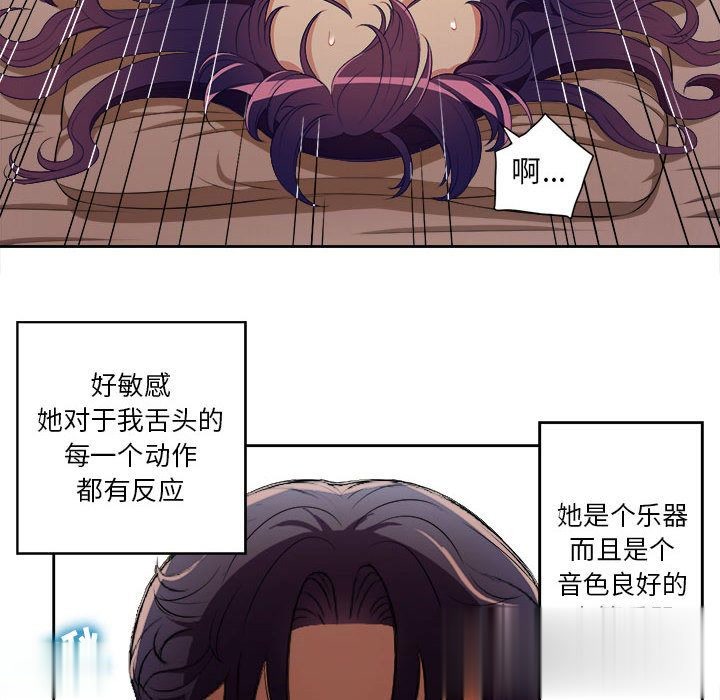 啊…
好敏感
她对于我舌头的
每一个动作
都有反应
她是个乐器
而且是个
音色良好的